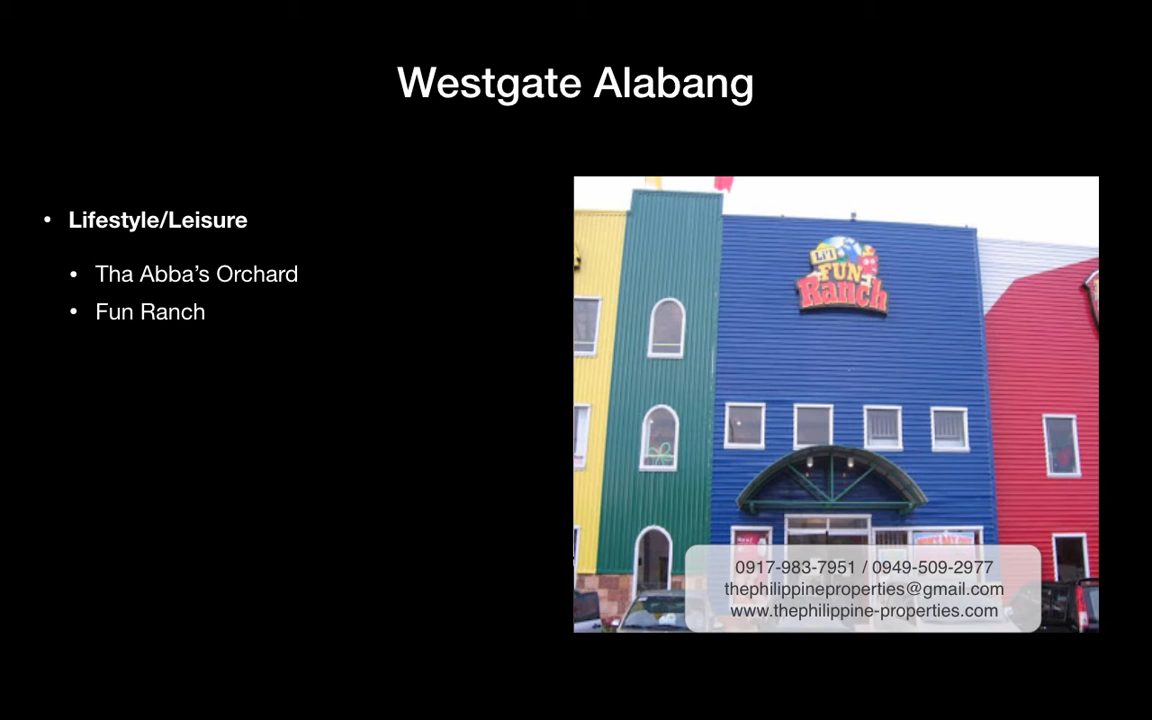 Westgate Alabang
• Lifestyle/Leisure
• Tha Abba’s Orchard
• Fun Ranch
Li'l
FUN
Ranch
0917-983-7951 / 0949-509-2977
thephilippineproperties@gmail.com
www.thephilippine-properties.com